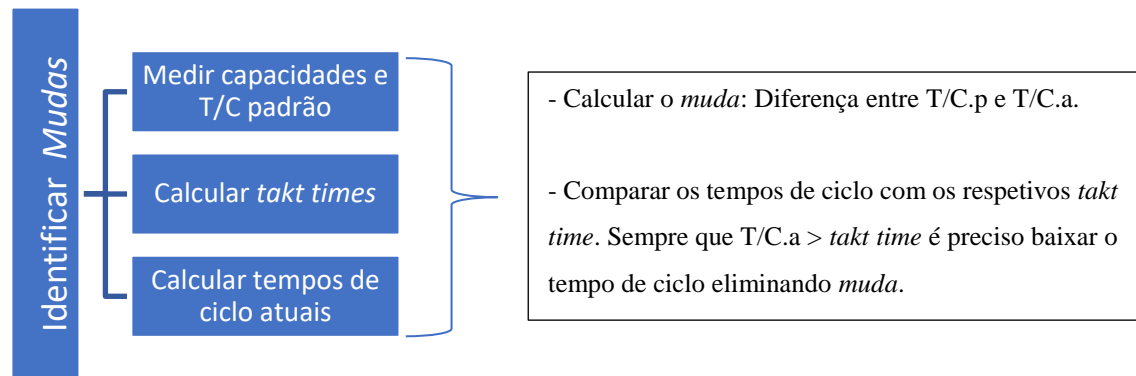 Identificar Mudas
Medir capacidades e
T/C padrão
Calcular takt times
Calcular tempos de
ciclo atuais
- Calcular o muda: Diferença entre T/C.p e T/C.a.
- Comparar os tempos de ciclo com os respetivos takt
time. Sempre que T/C.a > takt time é preciso baixar o
tempo de ciclo eliminando muda.